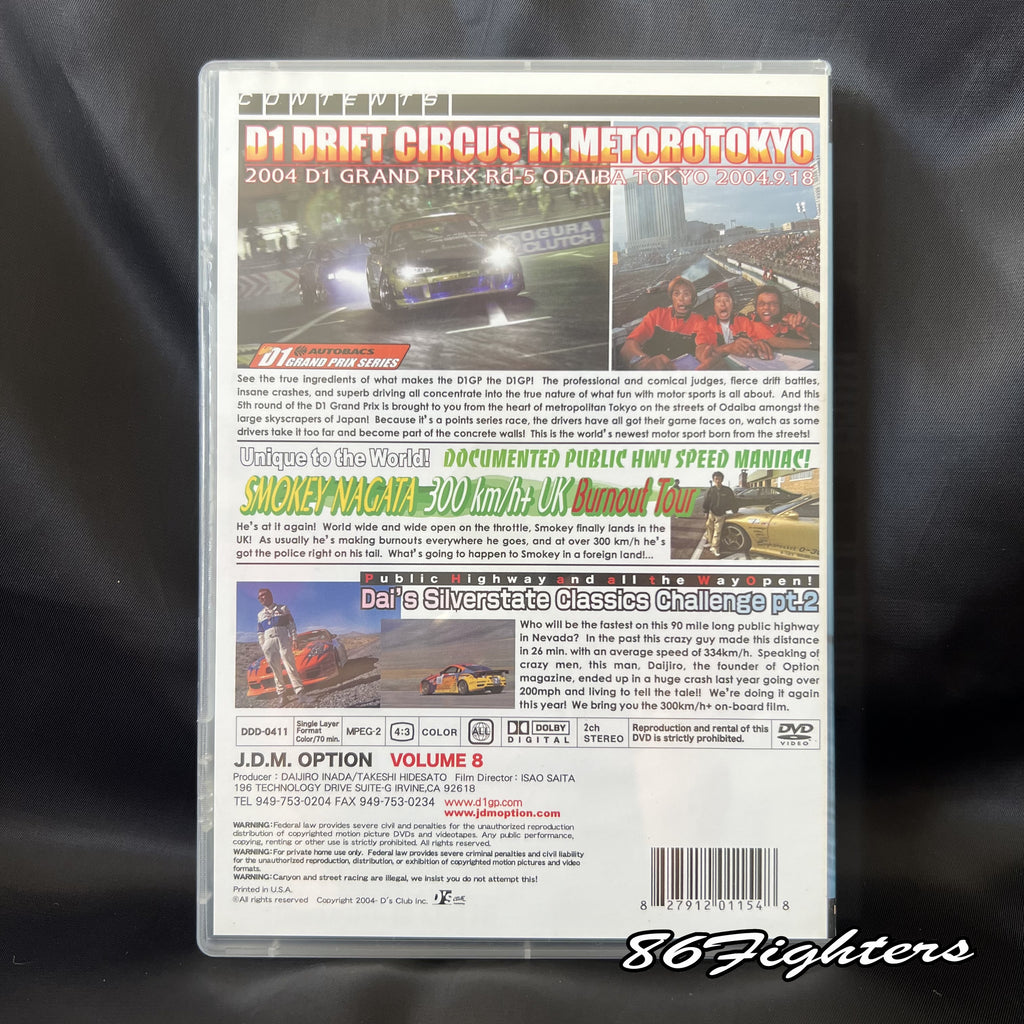 CONTENTS
D1 DRIFT CIRCUS in METOROTOKYO
2004 D1 GRAND PRIX Rd-5 ODAIBA TOKYO 2004.9.18
OGURA
CLUTCH
D1 AUTOBACS
GRAND PRIX SERIES
See the true ingredients of what makes the D1GP the D1GP! The professional and comical judges, fierce drift battles,
insane crashes, and superb driving all concentrate into the true nature of what fun with motor sports is all about. And this
5th round of the D1 Grand Prix is brought to you from the heart of metropolitan Tokyo on the streets of Odaiba amongst the
large skyscrapers of Japan! Because it's a points series race, the drivers have all got their game faces on, watch as some
drivers take it too far and become part of the concrete walls! This is the world's newest motor sport born from the streets!
Unique to the World! DOCUMENTED PUBLIC HWY SPEED MANIAC!
SMOKEY NAGATA 300 km/h+ UK Burnout Tour
He's at it again! World wide and wide open on the throttle, Smokey finally lands in the
UK! As usually he's making burnouts everywhere he goes, and at over 300 km/h he's
got the police right on his tail. What's going to happen to Smokey in a foreign land!...
Public Highway and all the Way Open!
Dai's Silverstate Classics Challenge pt.2
Who will be the fastest on this 90 mile long public highway
in Nevada? In the past this crazy guy made this distance
in 26 min. with an average speed of 334km/h. Speaking of
crazy men, this man, Daijiro, the founder of Option
magazine, ended up in a huge crash last year going over
200mph and living to tell the tale!! We're doing it again
this year! We bring you the 300km/h+ on-board film.
DDD-0411 Single Layer Format Color/70 min. MPEG-2 4:3 COLOR ALL DOLBY DIGITAL 2ch STEREO Reproduction and rental of this DVD is strictly prohibited. DVD VIDEO
J.D.M. OPTION VOLUME 8
Producer : DAIJIRO INADA/TAKESHI HIDESATO Film Director : ISAO SAITA
196 TECHNOLOGY DRIVE SUITE-G IRVINE,CA 92618
TEL 949-753-0204 FAX 949-753-0234 www.d1gp.com
www.jdmoption.com
WARNING:Federal law provides severe civil and penalties for the unauthorized reproduction
distribution of copyrighted motion picture DVDs and videotapes. Any public performance,
copying, renting or other use is strictly prohibited. All rights reserved.
WARNING:For private home use only. Federal law provides severe criminal penalties and civil liability
for the unauthorized reproduction, distribution, or exhibition of copyrighted motion pictures and video
formats.
WARNING:Canyon and street racing are illegal, we insist you do not attempt this!
Printed in U.S.A.
®All rights reserved Copyright 2004- D's Club Inc. D's
8 27912 01154 8
86Fighters